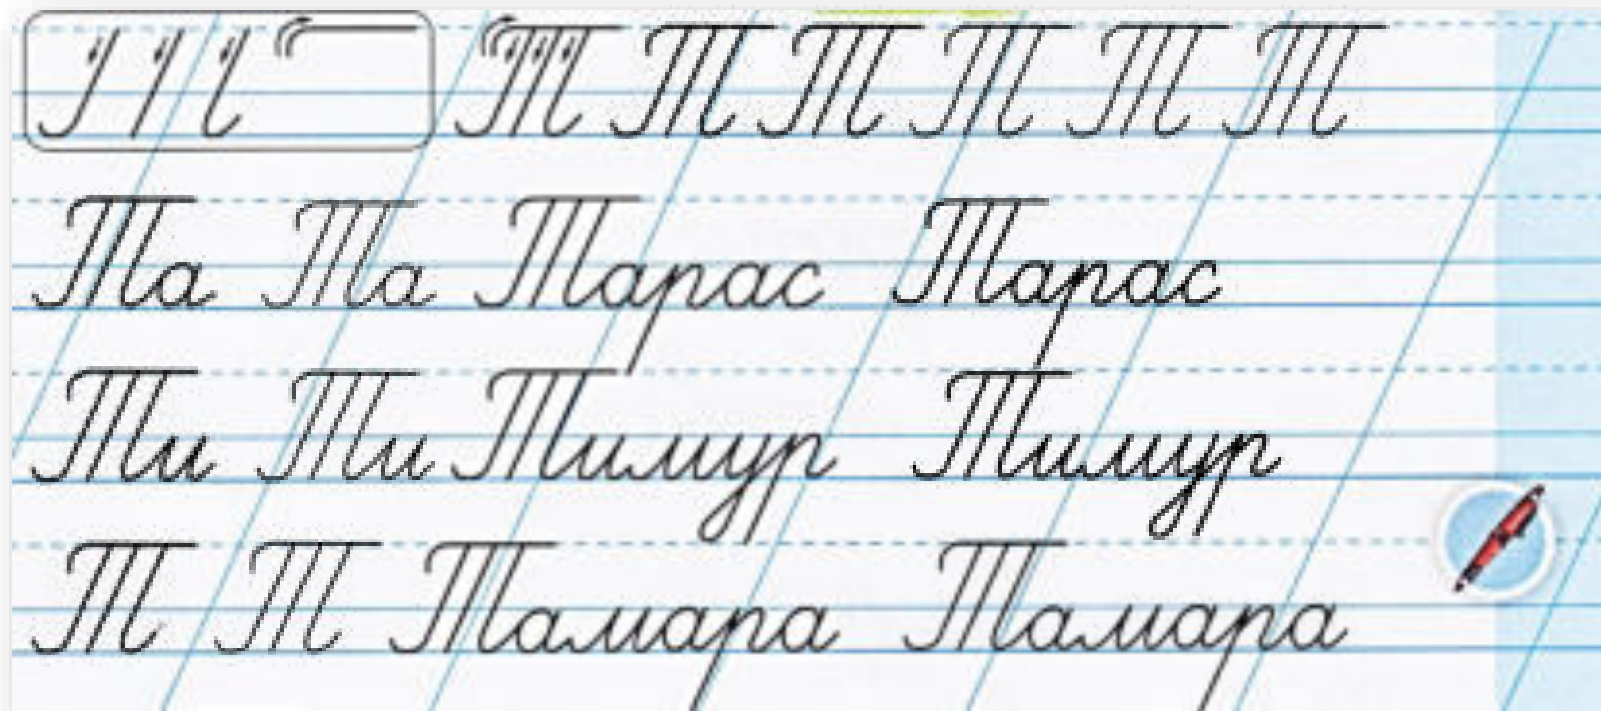 Т Т Т Т Т Т
Та Та Тарас Тарас
Ти Ти Тимур Тимур
Т Т Тамара Тамара